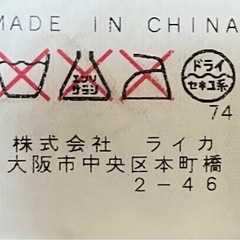 MADE IN CHINA
エンソ サラシ ドライ
セキユ系
74
株式会社 ライカ
大阪市中央区本町橋
2-46